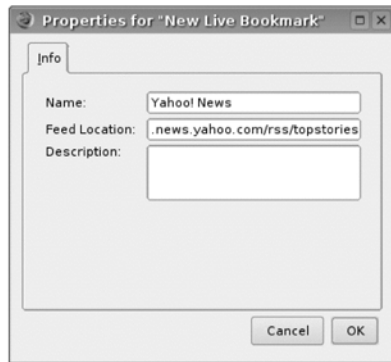 Properties for "New Live Bookmark"
Info
Name: Yahoo! News
Feed Location: .news.yahoo.com/rss/topstories
Description:
Cancel OK